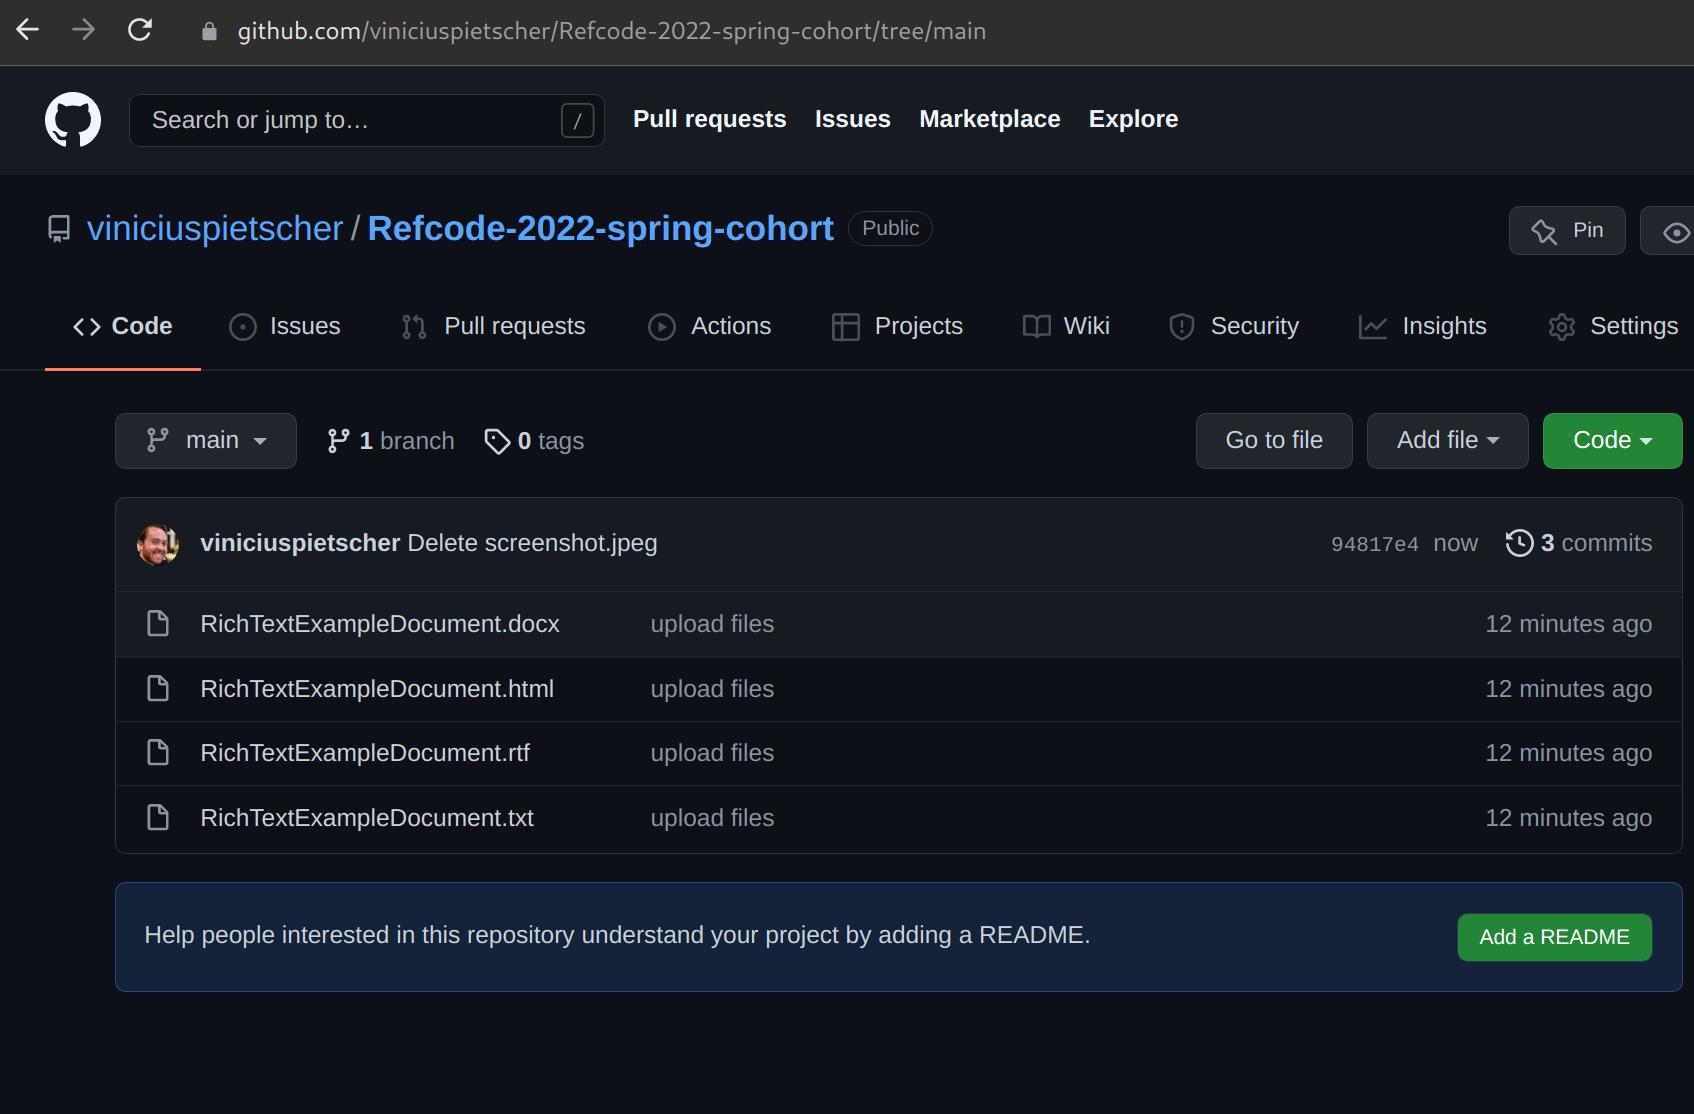 github.com/viniciuspietscher/Refcode-2022-spring-cohort/tree/main
Search or jump to… / Pull requests Issues Marketplace Explore
viniciuspietscher / Refcode-2022-spring-cohort Public Pin
Code Issues Pull requests Actions Projects Wiki Security Insights Settings
main 1 branch 0 tags Go to file Add file Code
viniciuspietscher Delete screenshot.jpeg 94817e4 now 3 commits
RichTextExampleDocument.docx upload files 12 minutes ago
RichTextExampleDocument.html upload files 12 minutes ago
RichTextExampleDocument.rtf upload files 12 minutes ago
RichTextExampleDocument.txt upload files 12 minutes ago
Help people interested in this repository understand your project by adding a README. Add a README